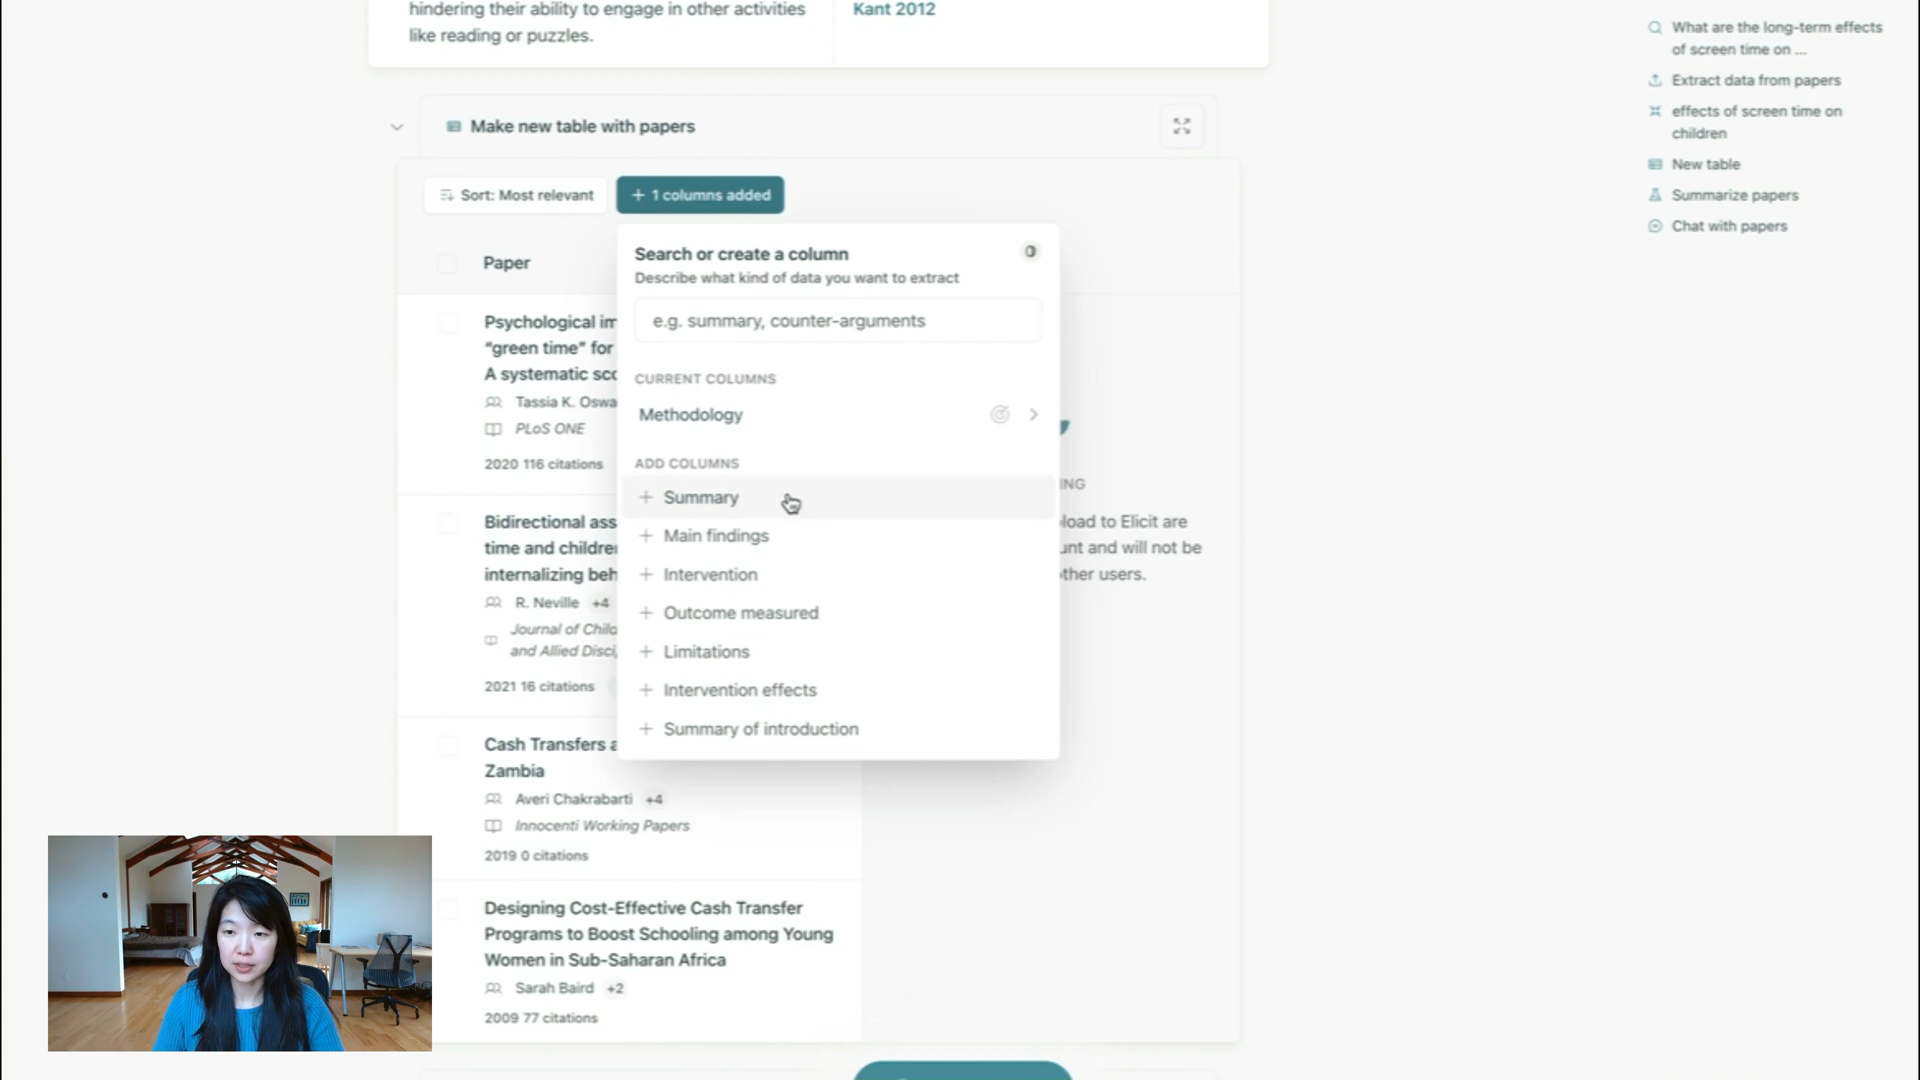 hindering their ability to engage in other activities
like reading or puzzles.
Kant 2012
Make new table with papers
Sort: Most relevant
+ 1 columns added
Paper
Psychological im
“green time” for
A systematic sco
Tassia K. Oswa
PLoS ONE
2020 116 citations
Bidirectional ass
time and childre
internalizing beh
R. Neville +4
Journal of Chilc
and Allied Disci
2021 16 citations
Cash Transfers a
Zambia
Averi Chakrabarti +4
Innocenti Working Papers
2019 0 citations
Designing Cost-Effective Cash Transfer
Programs to Boost Schooling among Young
Women in Sub-Saharan Africa
Sarah Baird +2
2009 77 citations
Search or create a column
Describe what kind of data you want to extract
e.g. summary, counter-arguments
CURRENT COLUMNS
Methodology
ADD COLUMNS
+ Summary
+ Main findings
+ Intervention
+ Outcome measured
+ Limitations
+ Intervention effects
+ Summary of introduction
ING
load to Elicit are
unt and will not be
ther users.
What are the long-term effects
of screen time on ...
Extract data from papers
effects of screen time on
children
New table
Summarize papers
Chat with papers